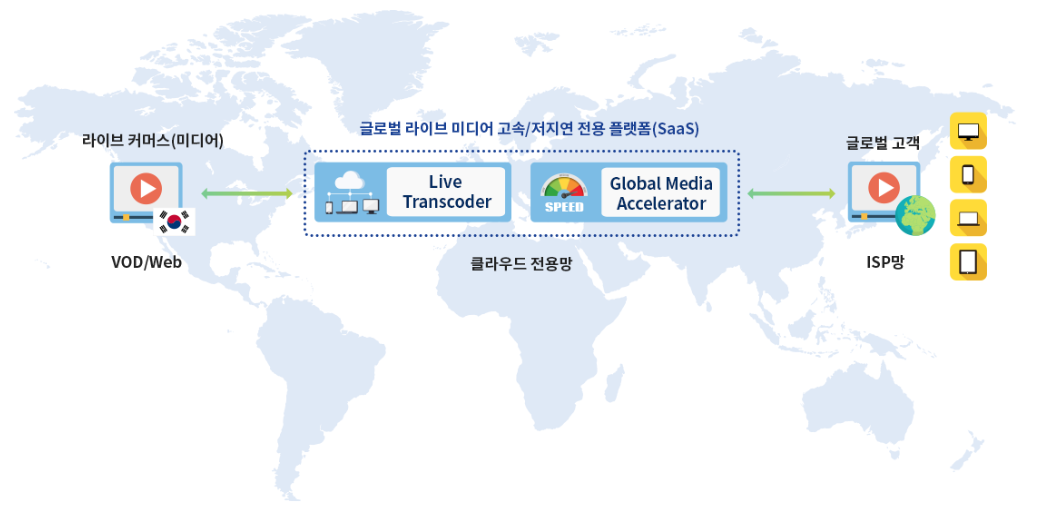 글로벌 라이브 미디어 고속/저지연 전용 플랫폼(SaaS)
라이브 커머스(미디어)
글로벌 고객
Live
Transcoder
SPEED
Global Media
Accelerator
VOD/Web
클라우드 전용망
ISP망